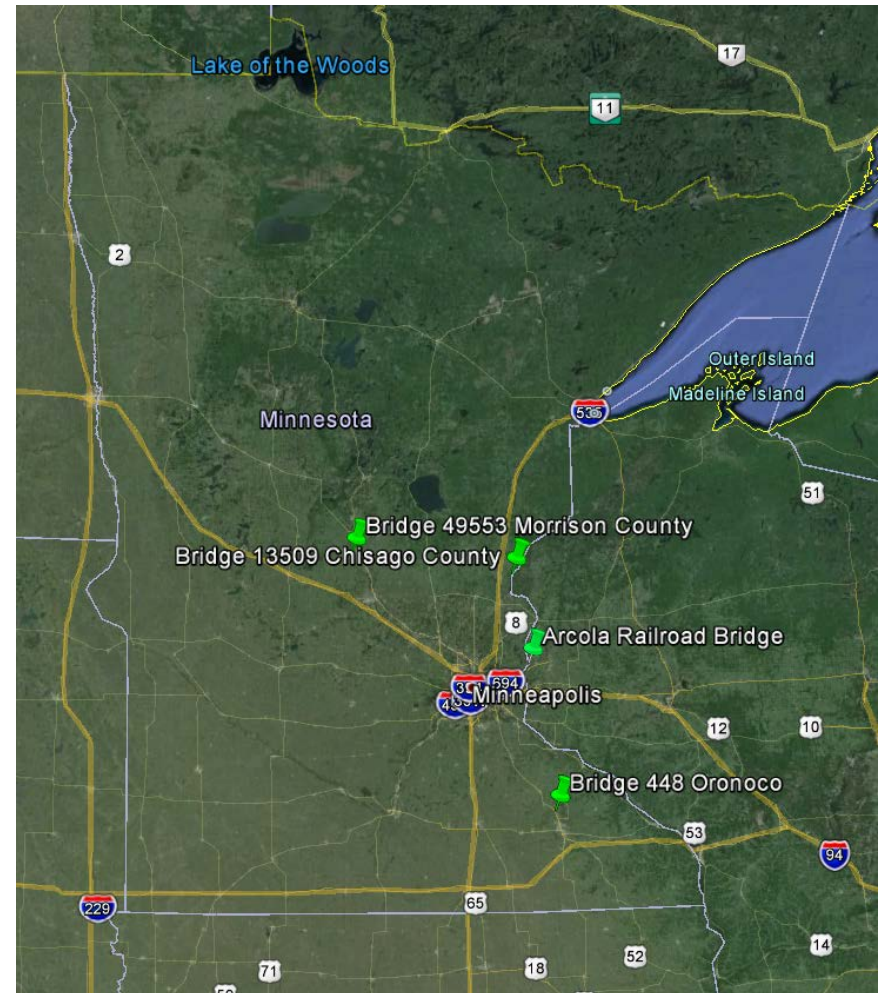 17
Lake of the Woods
11
2
Outer Island
Madeline Island
535
Minnesota
51
Bridge 49553 Morrison County
Bridge 13509 Chisago County
8
Arcola Railroad Bridge
694
Minneapolis
12
10
Bridge 448 Oronoco
53
94
229
65
14
52
18
71